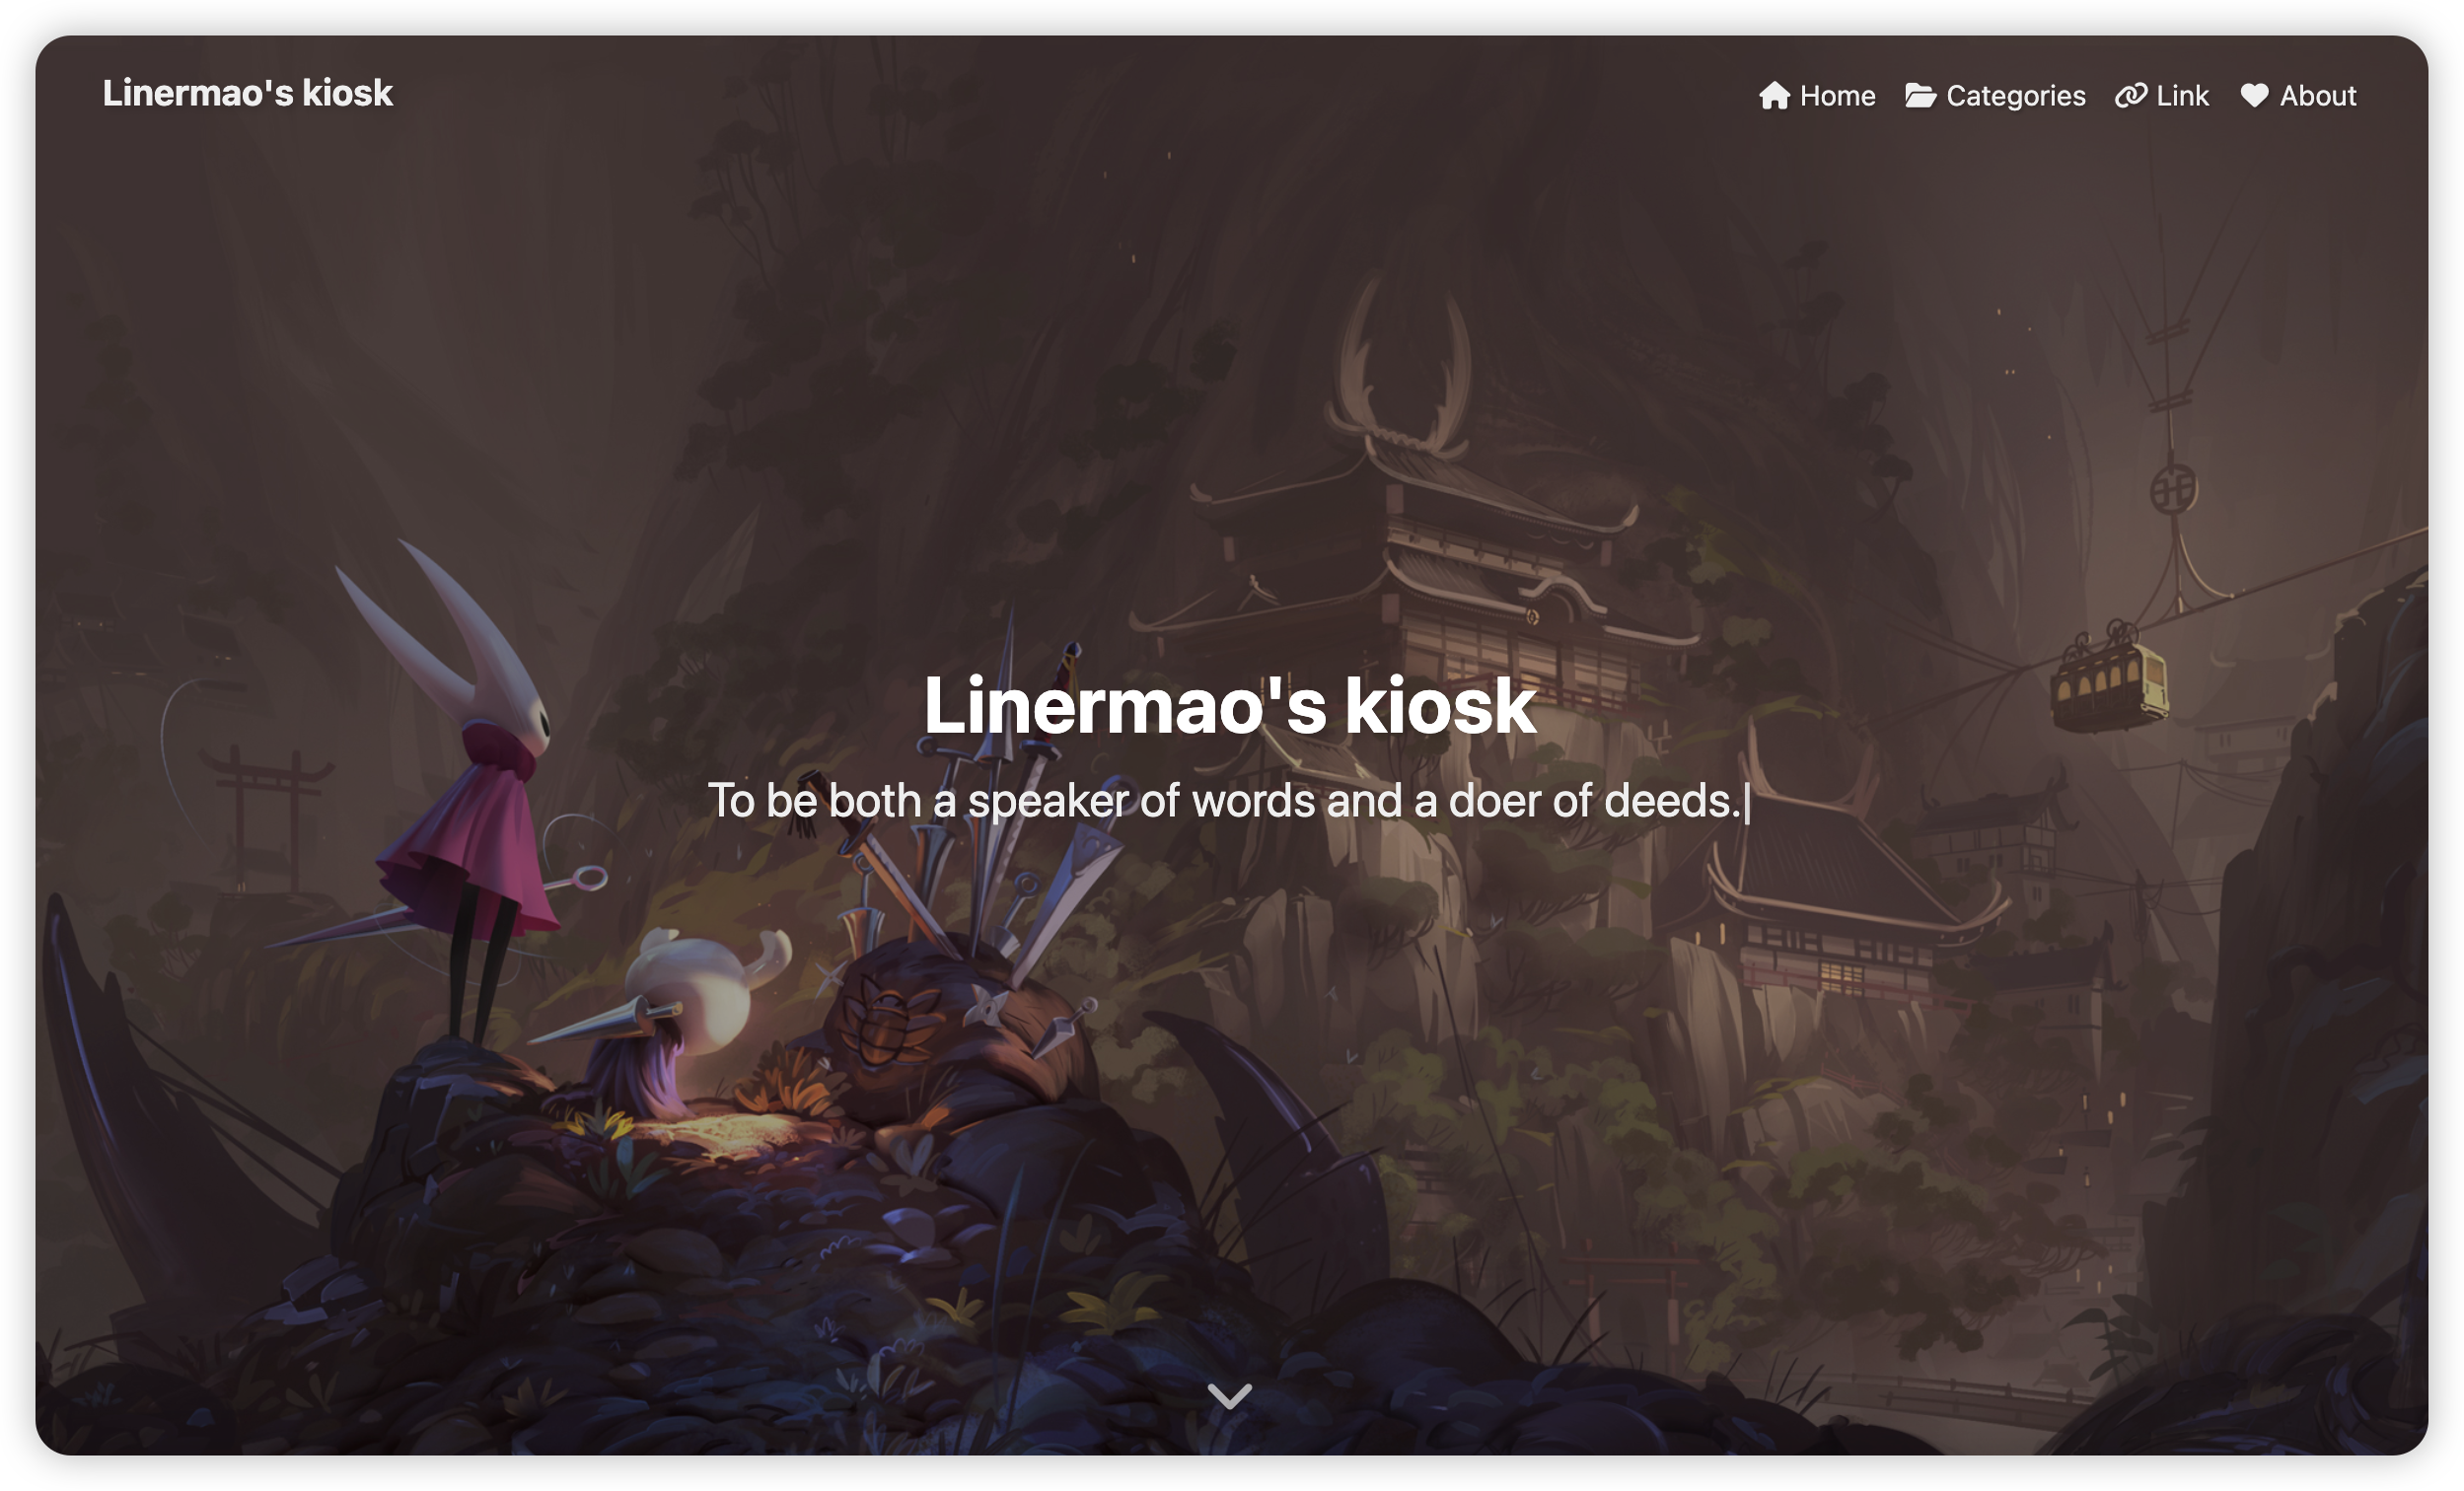 Linermao's kiosk
Home Categories Link About
Linermao's kiosk
To be both a speaker of words and a doer of deeds.|